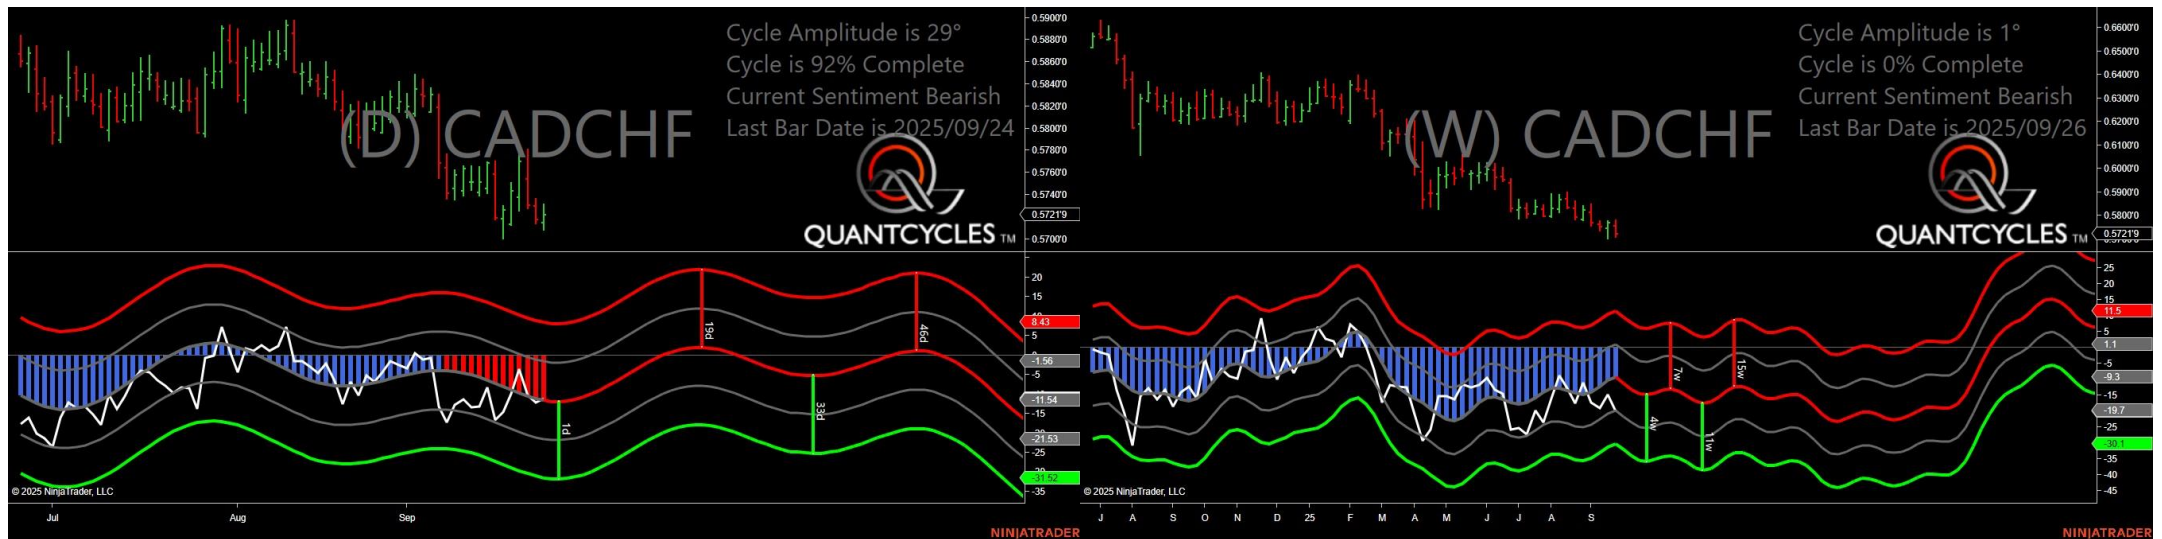 Cycle Amplitude is 29°
Cycle is 92% Complete
Current Sentiment Bearish
Last Bar Date is 2025/09/24
(D) CADCHF
QUANTCYCLES TM
0.5900'0
0.5880'0
0.5860'0
0.5840'0
0.5820'0
0.5800'0
0.5780'0
0.5760'0
0.5740'0
0.5721'9
0.5700'0
20
15
8.43
5
-1.56
-5
-11.54
-15
-21.53
-25
-31.52
-35
1d
19d
33d
46d
© 2025 NinjaTrader, LLC
Jul
Aug
Sep
NINJATRADER
Cycle Amplitude is 1°
Cycle is 0% Complete
Current Sentiment Bearish
Last Bar Date is 2025/09/26
(W) CADCHF
QUANTCYCLES TM
0.6600'0
0.6500'0
0.6400'0
0.6300'0
0.6200'0
0.6100'0
0.6000'0
0.5900'0
0.5800'0
0.5721'9
25
20
15
11.5
5
1.1
-5
-9.3
-15
-19.7
-25
-30.1
-35
-40
-45
4w
7w
11w
15w
© 2025 NinjaTrader, LLC
J A S O N D 25 F M A M J J A S
NINJATRADER